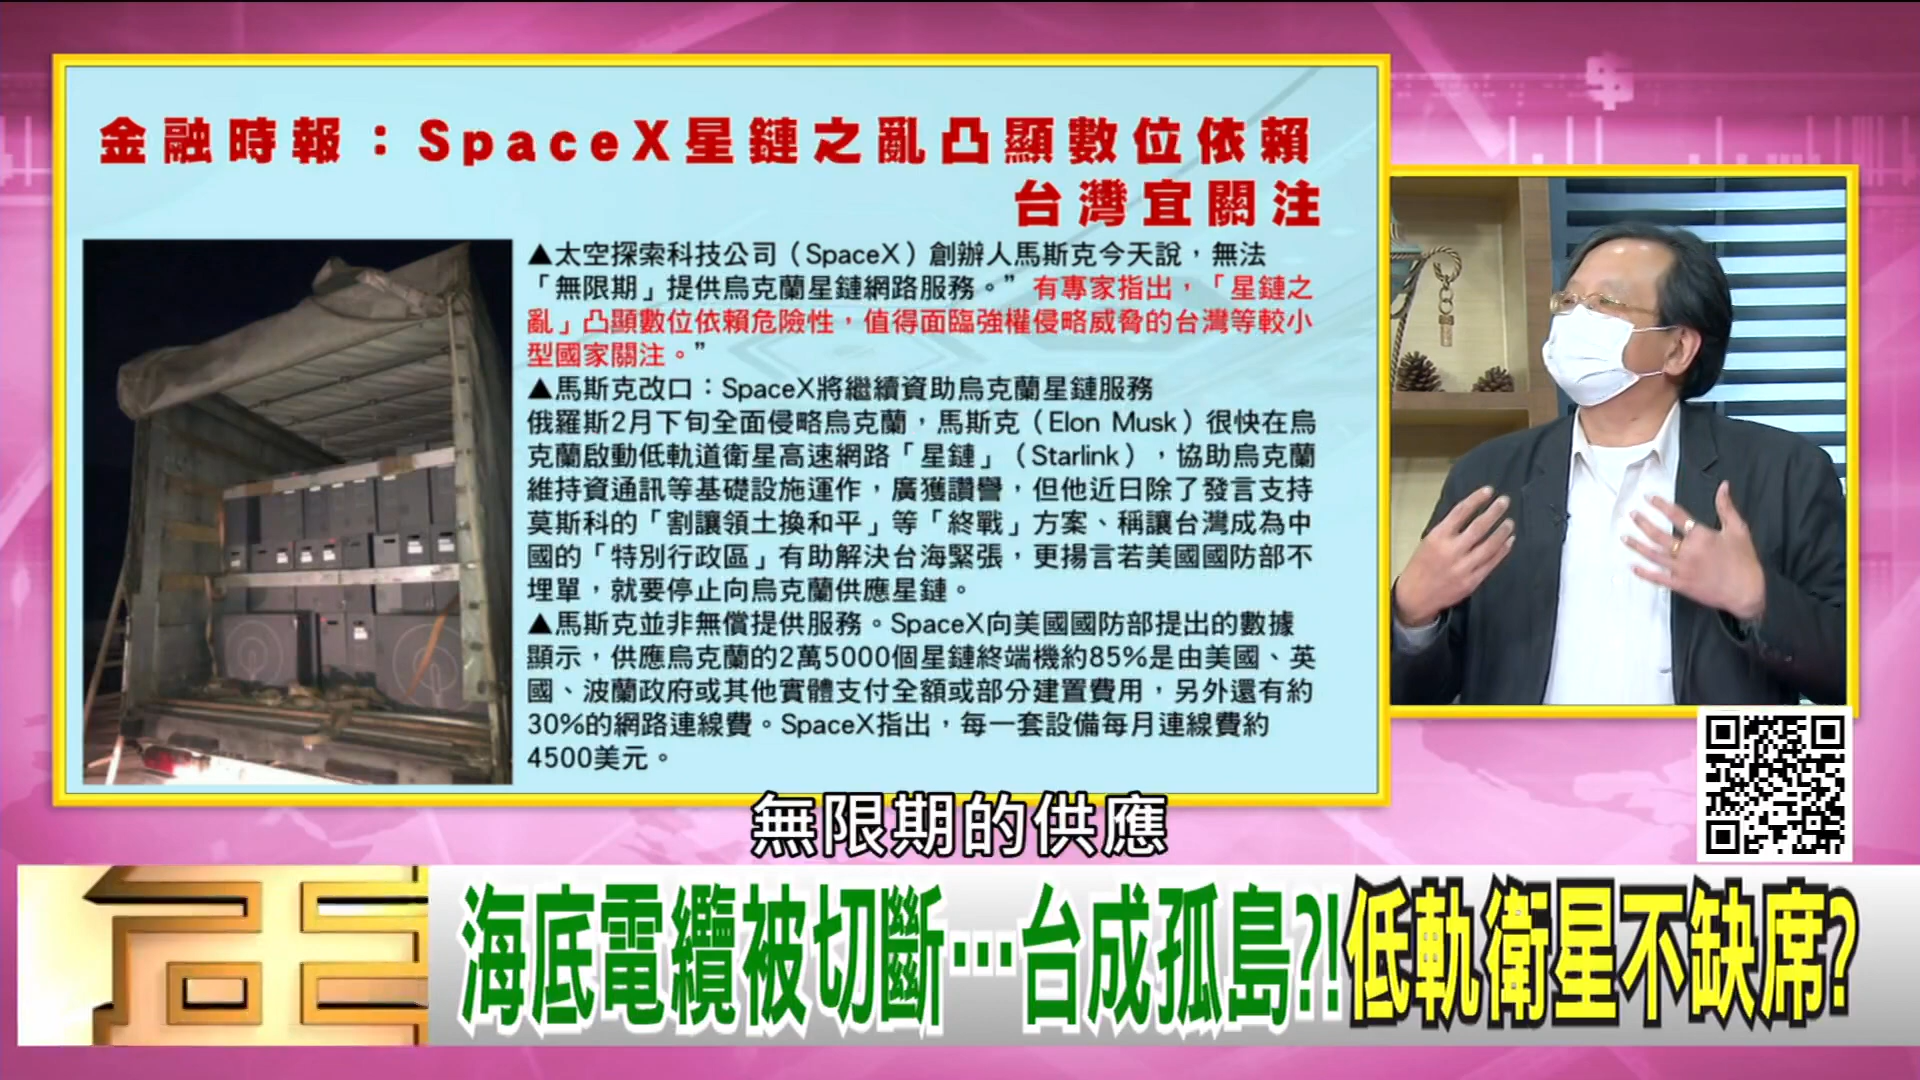 金融時報：SpaceX星鏈之亂凸顯數位依賴
台灣宜關注
▲太空探索科技公司（SpaceX）創辦人馬斯克今天說，無法
「無限期」提供烏克蘭星鏈網路服務。”有專家指出，「星鏈之
亂」凸顯數位依賴危險性，值得面臨強權侵略威脅的台灣等較小
型國家關注。”
▲馬斯克改口：SpaceX將繼續資助烏克蘭星鏈服務
俄羅斯2月下旬全面侵略烏克蘭，馬斯克（Elon Musk）很快在烏
克蘭啟動低軌道衛星高速網路「星鏈」（Starlink），協助烏克蘭
維持資通訊等基礎設施運作，廣獲讚譽，但他近日除了發言支持
莫斯科的「割讓領土換和平」等「終戰」方案、稱讓台灣成為中
國的「特別行政區」有助解決台海緊張，更揚言若美國國防部不
埋單，就要停止向烏克蘭供應星鏈。
▲馬斯克並非無償提供服務。SpaceX向美國國防部提出的數據
顯示，供應烏克蘭的2萬5000個星鏈終端機約85%是由美國、英
國、波蘭政府或其他實體支付全額或部分建置費用，另外還有約
30%的網路連線費。SpaceX指出，每一套設備每月連線費約
4500美元。
無限期的供應
海底電纜被切斷…台成孤島?!低軌衛星不缺席?